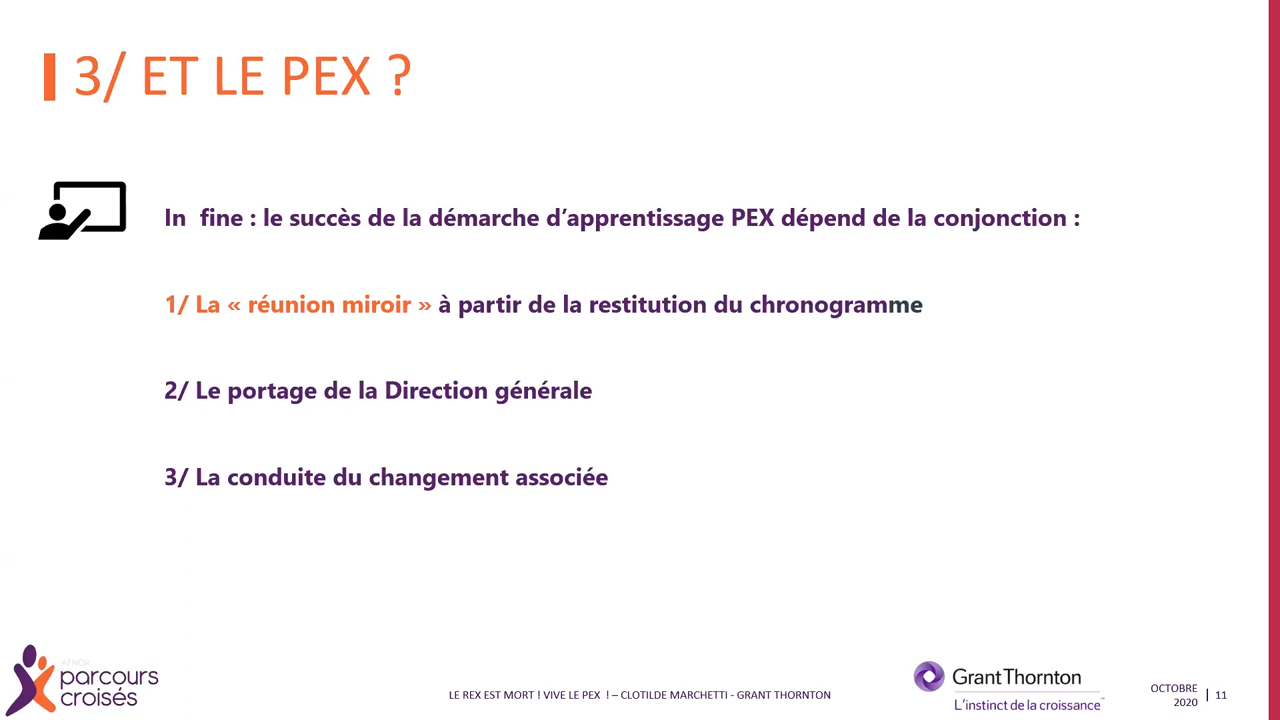 3/ ET LE PEX ?
In fine : le succès de la démarche d’apprentissage PEX dépend de la conjonction :
1/ La « réunion miroir » à partir de la restitution du chronogramme
2/ Le portage de la Direction générale
3/ La conduite du changement associée
AFNOR
parcours
croisés
LE REX EST MORT ! VIVE LE PEX ! – CLOTILDE MARCHETTI - GRANT THORNTON
Grant Thornton
L’instinct de la croissance™
OCTOBRE
2020
11